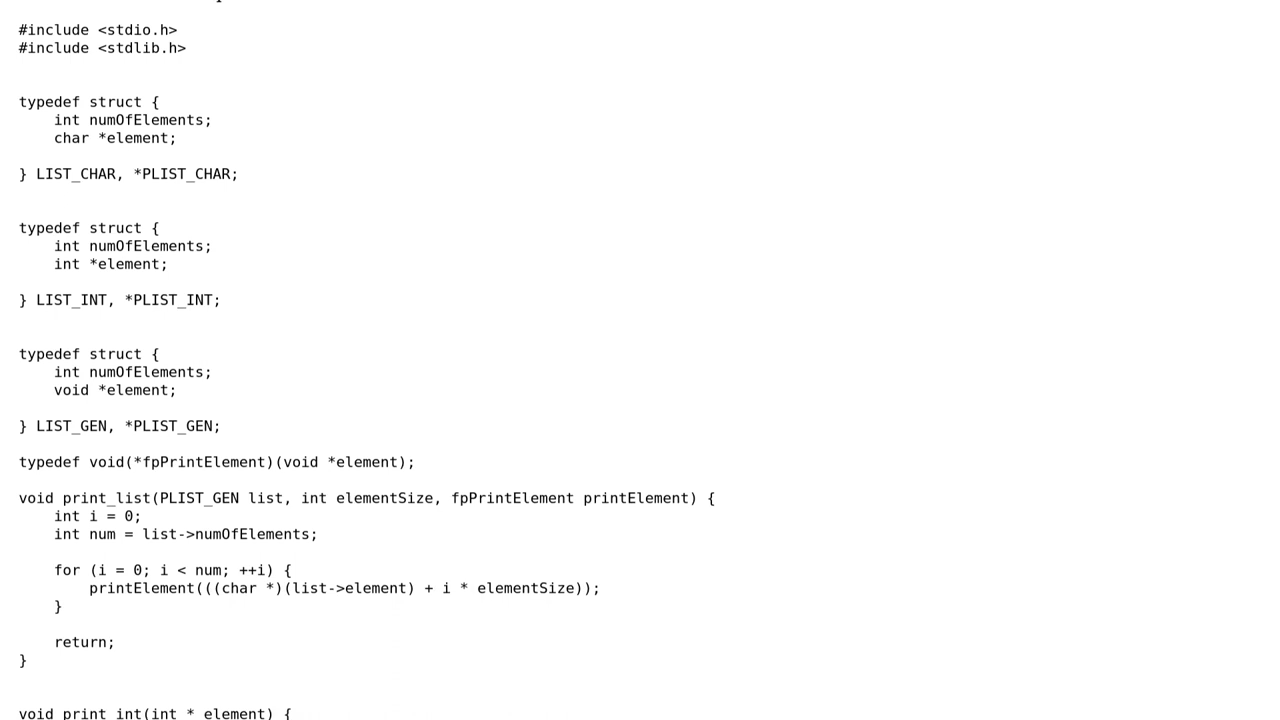 #include <stdio.h>
#include <stdlib.h>
typedef struct {
    int numOfElements;
    char *element;
} LIST_CHAR, *PLIST_CHAR;
typedef struct {
    int numOfElements;
    int *element;
} LIST_INT, *PLIST_INT;
typedef struct {
    int numOfElements;
    void *element;
} LIST_GEN, *PLIST_GEN;
typedef void(*fpPrintElement)(void *element);
void print_list(PLIST_GEN list, int elementSize, fpPrintElement printElement) {
    int i = 0;
    int num = list->numOfElements;
    for (i = 0; i < num; ++i) {
        printElement(((char *)(list->element) + i * elementSize));
    }
    return;
}
void print_int(int * element) {